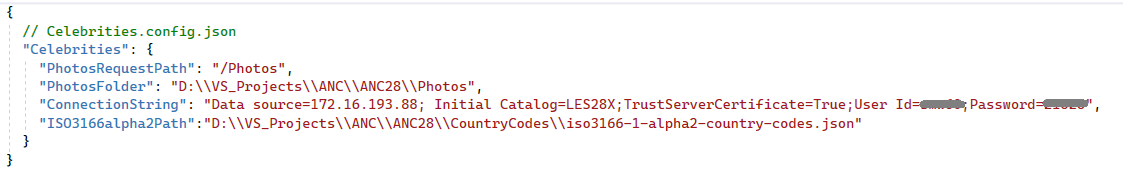 {
// Celebrities.config.json
"Celebrities": {
"PhotosRequestPath": "/Photos",
"PhotosFolder": "D:\\VS_Projects\\ANC\\ANC28\\Photos",
"ConnectionString": "Data source=172.16.193.88; Initial Catalog=LES28X;TrustServerCertificate=True;User Id=;Password=",
"ISO3166alpha2Path":"D:\\VS_Projects\\ANC\\ANC28\\CountryCodes\\iso3166-1-alpha2-country-codes.json"
}
}